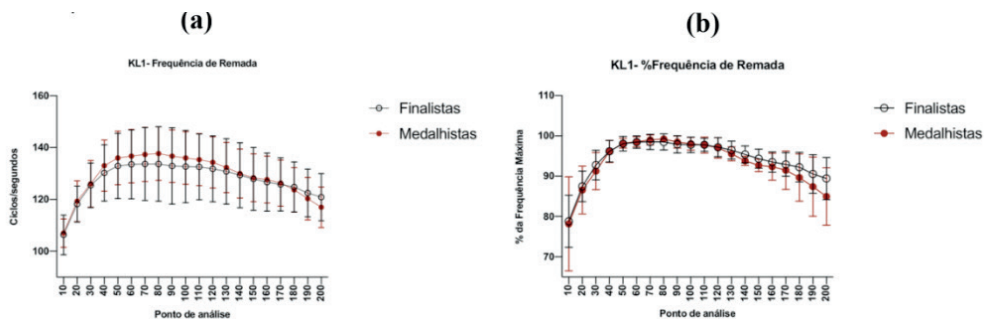 (a)
KL1- Frequência de Remada
160
140
120
100
Ciclos/segundos
10 20 30 40 50 60 70 80 90 100 110 120 130 140 150 160 170 180 190 200
Ponto de análise
Finalistas
Medalhistas
(b)
KL1- %Frequência de Remada
110
100
90
80
70
% da Frequência Máxima
10 20 30 40 50 60 70 80 90 100 110 120 130 140 150 160 170 180 190 200
Ponto de análise
Finalistas
Medalhistas